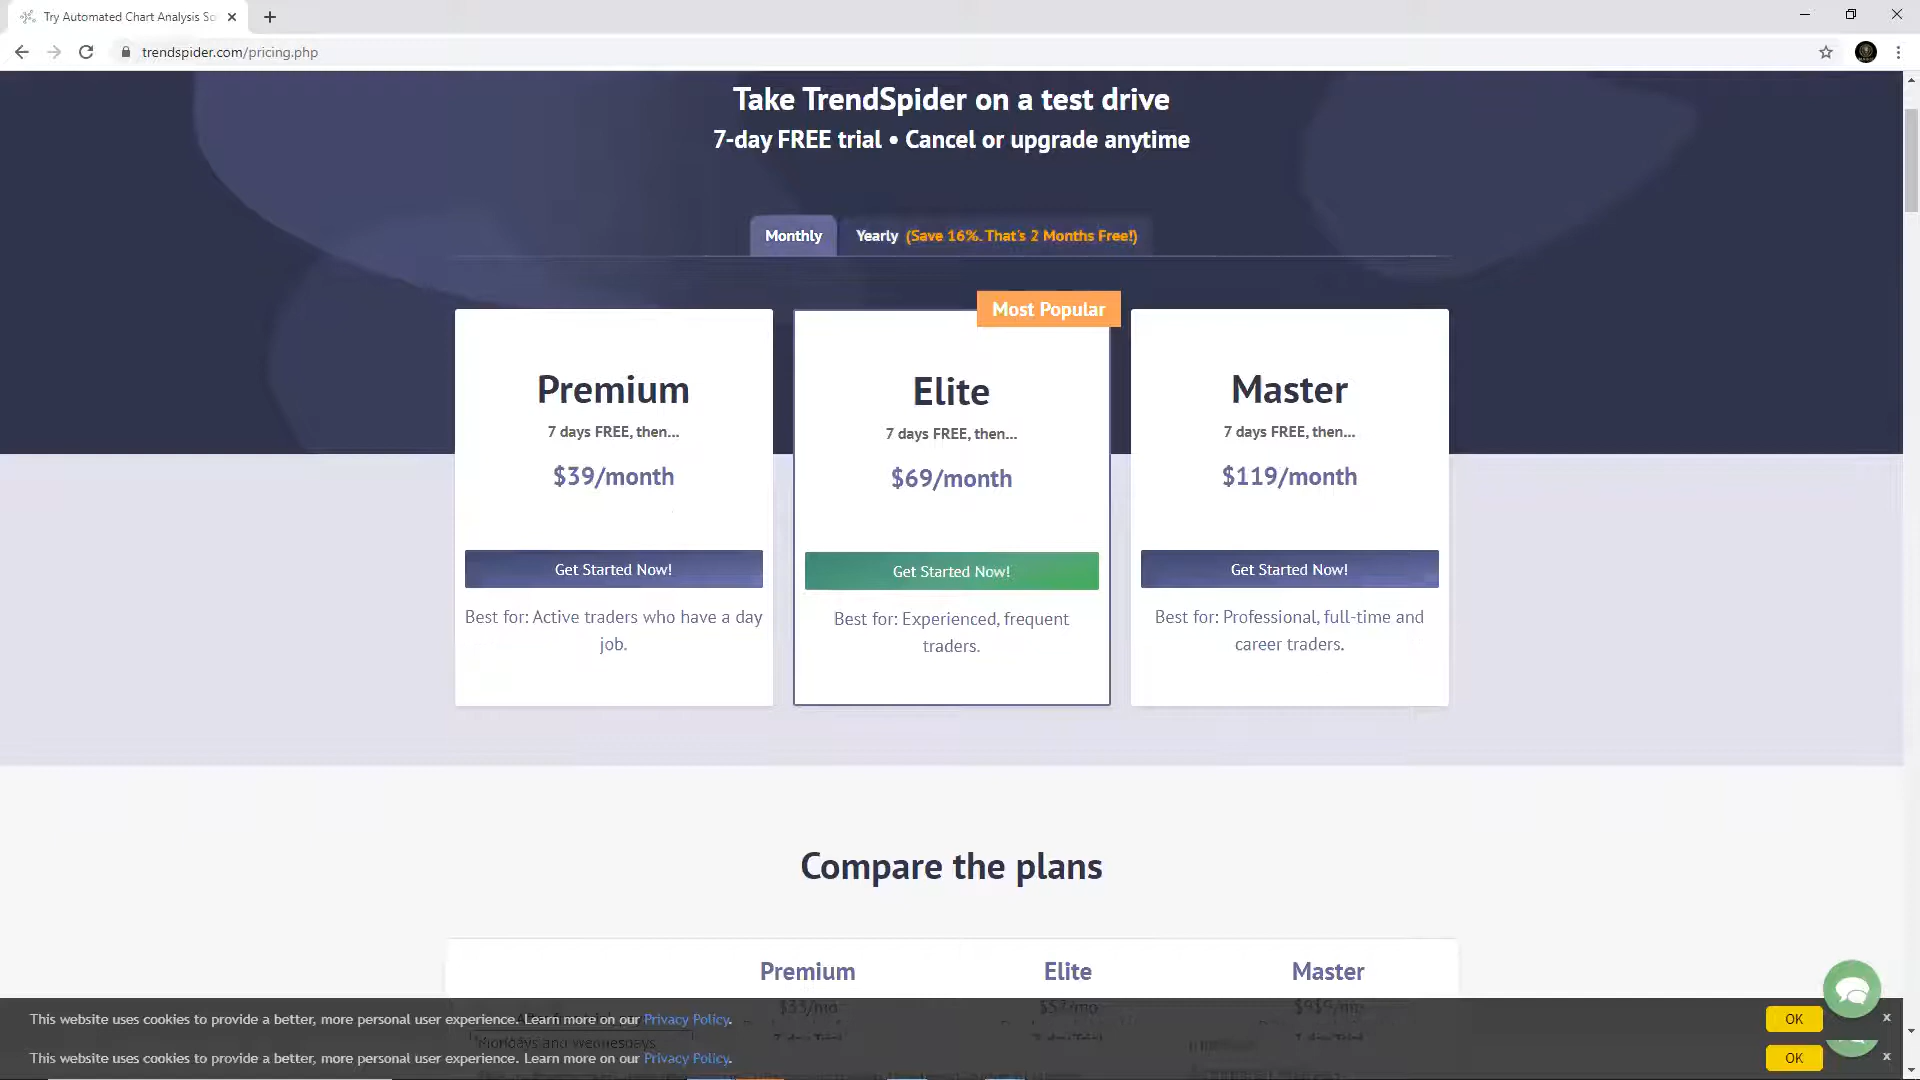 Try Automated Chart Analysis So
trendspider.com/pricing.php
Take TrendSpider on a test drive
7-day FREE trial • Cancel or upgrade anytime
Monthly
Yearly (Save 16%. That's 2 Months Free!)
Most Popular
Premium
7 days FREE, then...
$39/month
Get Started Now!
Best for: Active traders who have a day
job.
Elite
7 days FREE, then...
$69/month
Get Started Now!
Best for: Experienced, frequent
traders.
Master
7 days FREE, then...
$119/month
Get Started Now!
Best for: Professional, full-time and
career traders.
Compare the plans
Premium
Elite
Master
This website uses cookies to provide a better, more personal user experience. Learn more on our Privacy Policy.
OK
x
Mondays and Wednesdays
This website uses cookies to provide a better, more personal user experience. Learn more on our Privacy Policy.
OK
x